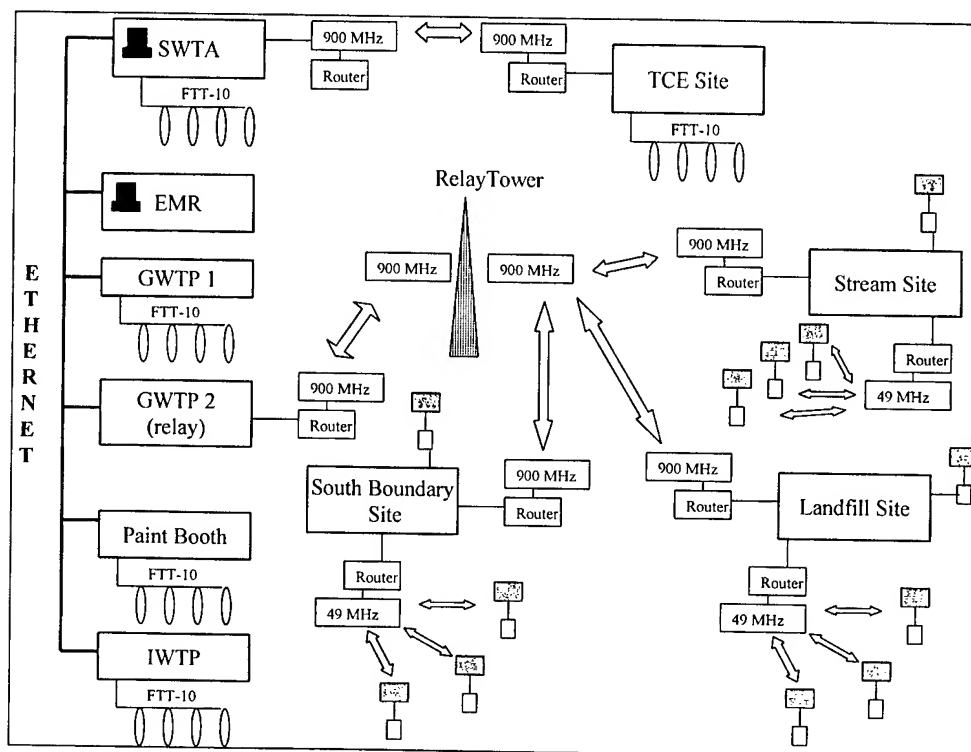 SWTA
900 MHz
900 MHz
Router
Router
TCE Site
FTT-10
FTT-10
EMR
RelayTower
GWTP 1
900 MHz
900 MHz
900 MHz
Router
Stream Site
FTT-10
ETHERNET
Router
49 MHz
GWTP 2
(relay)
900 MHz
Router
900 MHz
900 MHz
South Boundary
Site
Router
Router
Landfill Site
Paint Booth
FTT-10
Router
49 MHz
Router
49 MHz
IWTP
FTT-10